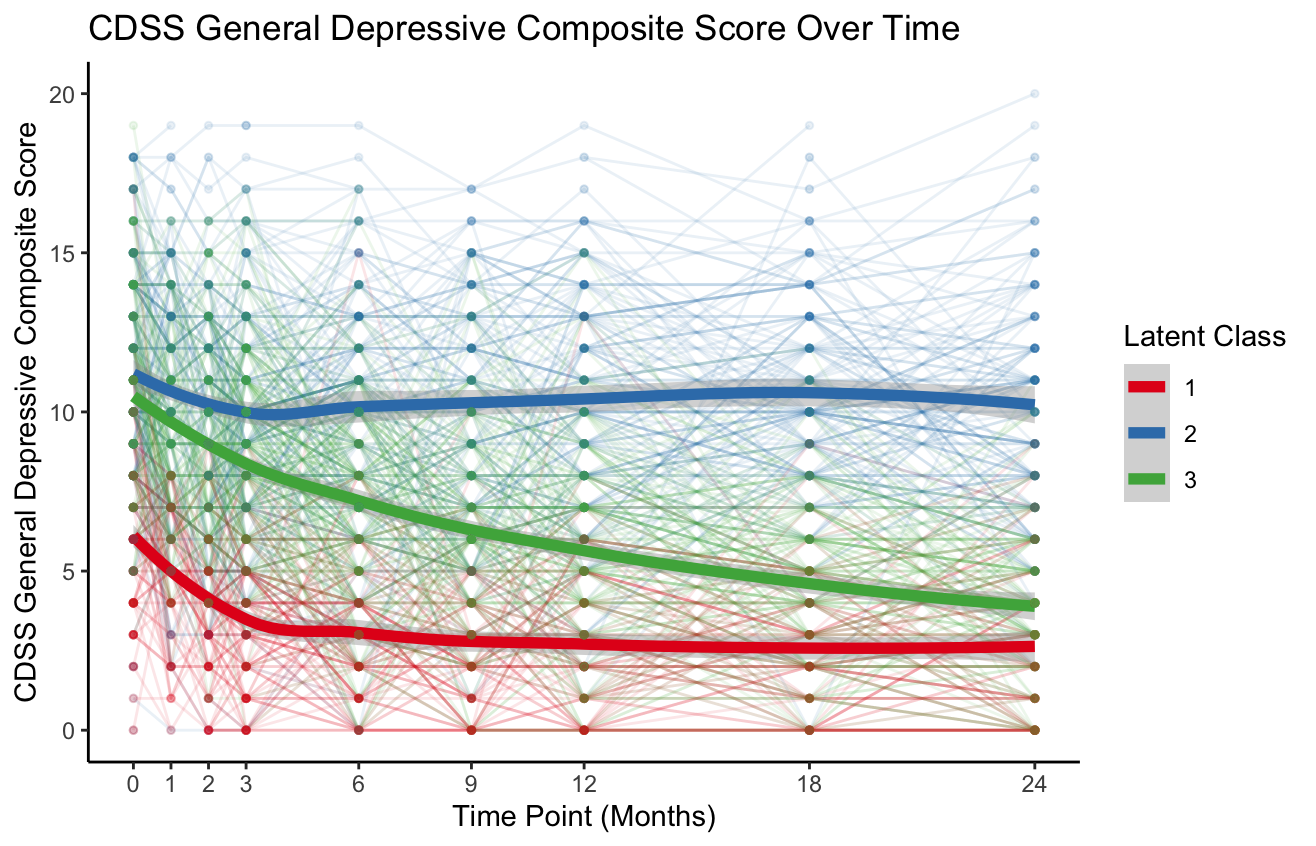 CDSS General Depressive Composite Score Over Time
CDSS General Depressive Composite Score
20
15
10
5
0
0 1 2 3 6 9 12 18 24
Time Point (Months)
Latent Class
1
2
3